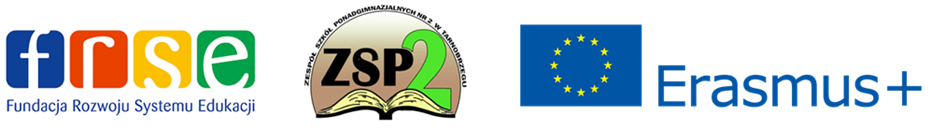 frse
Fundacja Rozwoju Systemu Edukacji
ZESPÓŁ SZKÓŁ PONADGIMNAZJALNYCH NR 2 W TARNOBRZEGU
ZSP2
Erasmus+